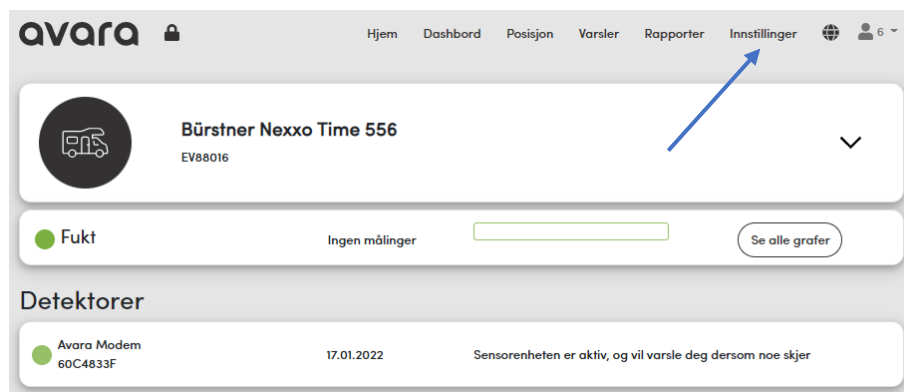 avara Hjem Dashbord Posisjon Varsler Rapporter Innstillinger 6
Bürstner Nexxo Time 556
EV88016
Fukt Ingen målinger Se alle grafer
Detektorer
Avara Modem
60C4833F
17.01.2022 Sensorenheten er aktiv, og vil varsle deg dersom noe skjer